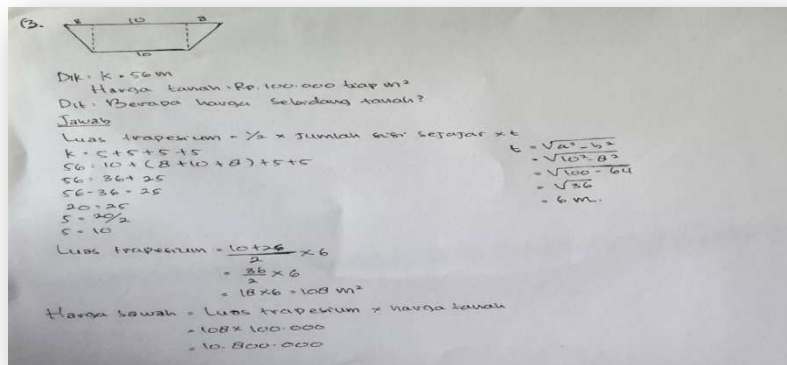 13.
8 10 8
10
Dik : K = 56 m
Harga tanah = Rp. 100.000 tiap m²
Dit : Berapa harga sebidang tanah?
Jawab
Luas trapesium = 1/2 × Jumlah sisi sejajar × t
K = S + S + S + S
56 = 10 + (8 + 10 + 8) + S + S
56 = 36 + 2S
56 - 36 = 2S
20 = 2S
S = 20/2
S = 10
t = √a² - b²
= √10² - 8²
= √100 - 64
= √36
= 6 m.
Luas trapesium = 10 + 26 / 2 × 6
= 36 / 2 × 6
= 18 × 6 = 108 m²
Harga sawah = Luas trapesium × harga tanah
= 108 × 100.000
= 10.800.000